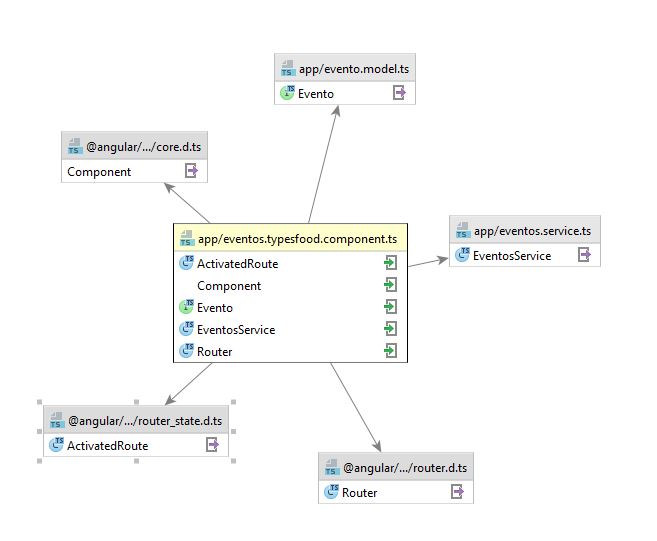 app/evento.model.ts
Evento
@angular/.../core.d.ts
Component
app/eventos.typesfood.component.ts
ActivatedRoute
Component
Evento
EventosService
Router
app/eventos.service.ts
EventosService
@angular/.../router_state.d.ts
ActivatedRoute
@angular/.../router.d.ts
Router